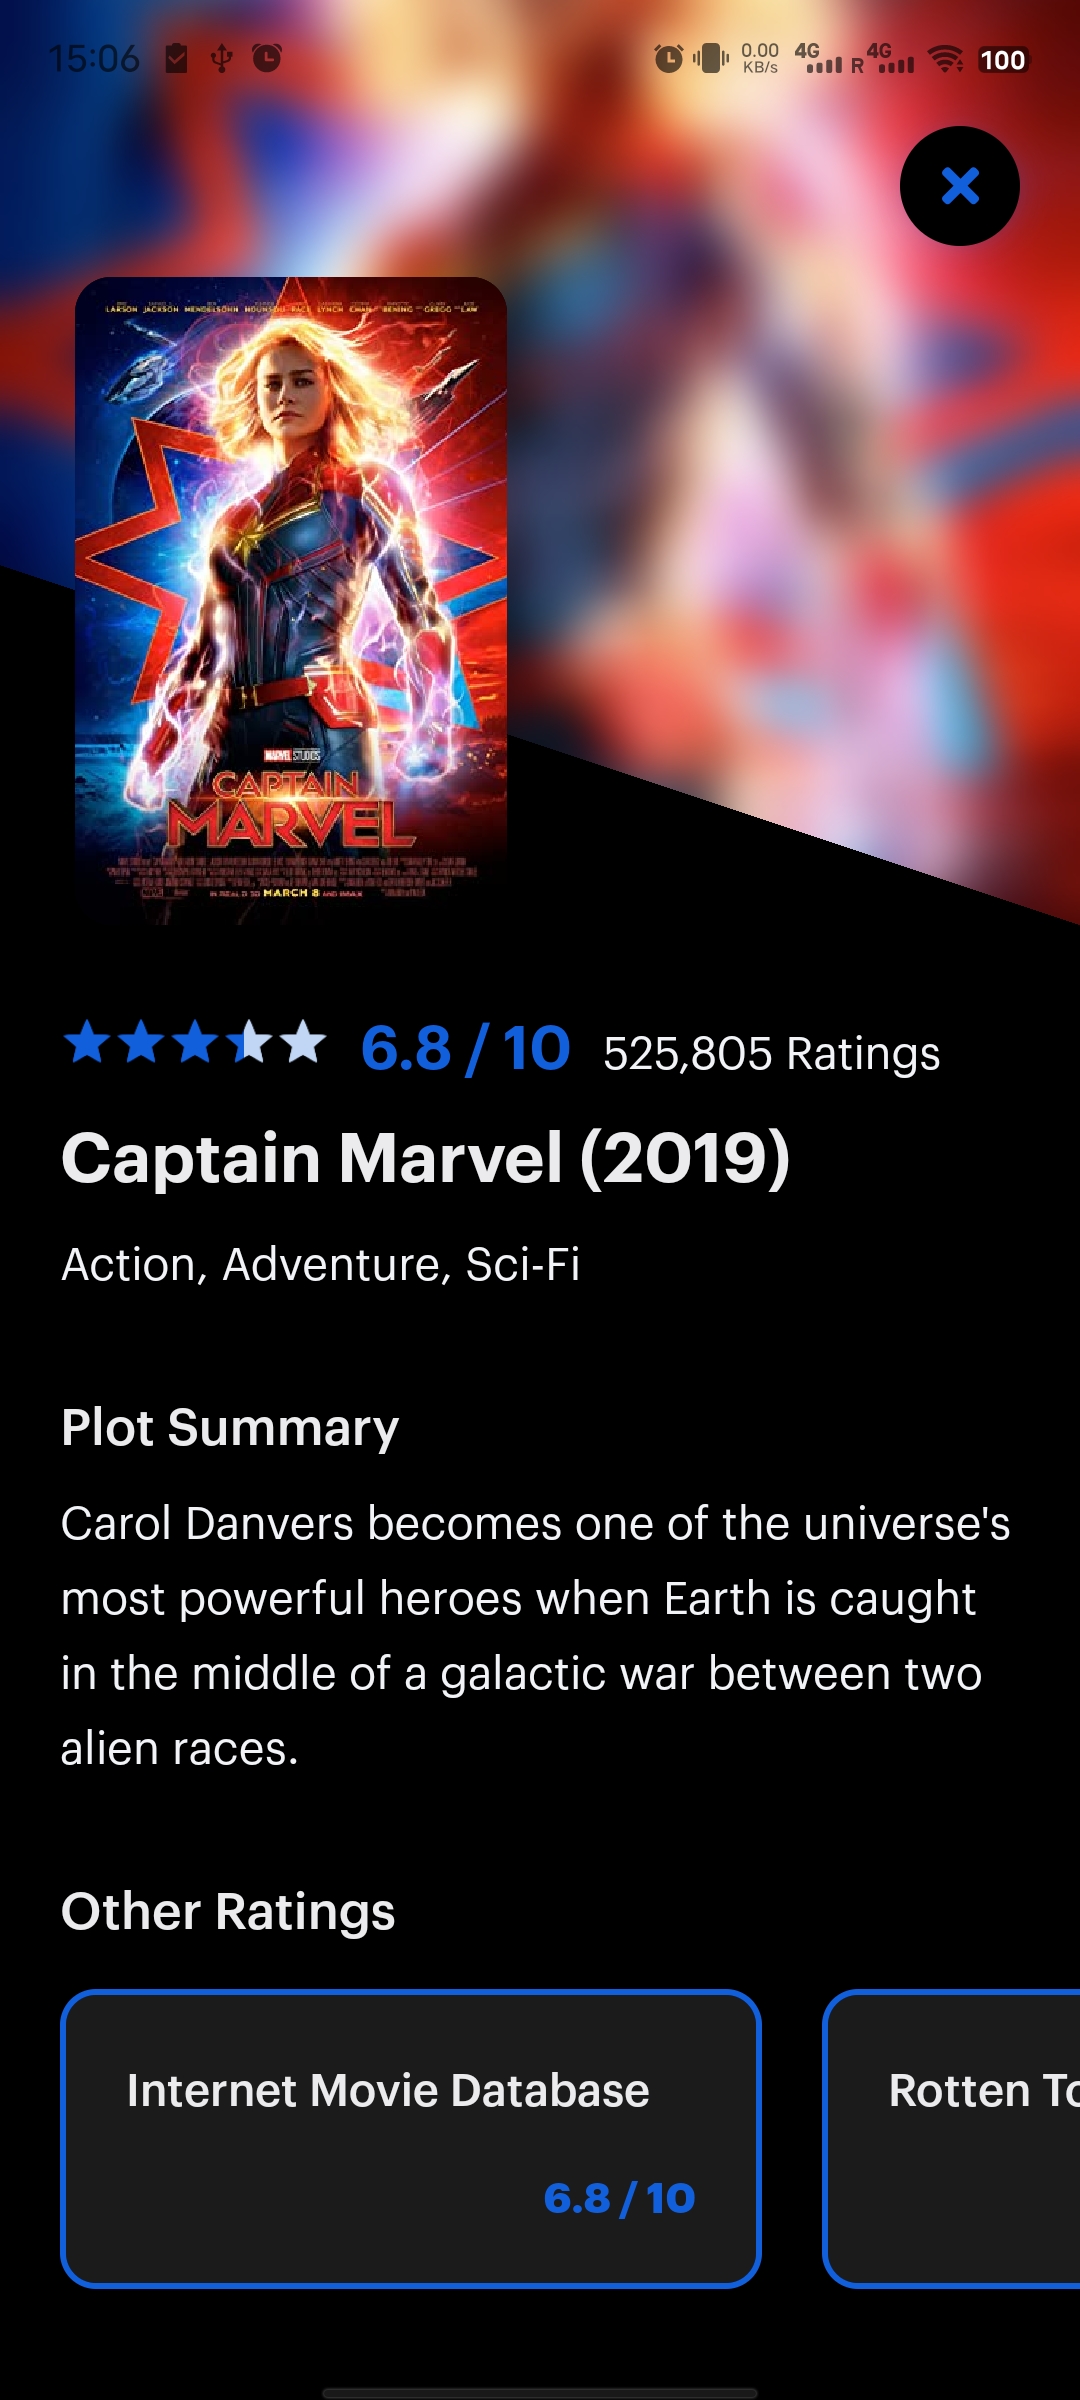 15:06
0.00
KB/s
4G
R
4G
100
LARSON JACKSON MENDELSOHN HOUNSOU PACE LYNCH CHAN BENING GREGG LAW
MARVEL STUDIOS
CAPTAIN
MARVEL
MARCH 8
6.8 / 10 525,805 Ratings
Captain Marvel (2019)
Action, Adventure, Sci-Fi
Plot Summary
Carol Danvers becomes one of the universe's
most powerful heroes when Earth is caught
in the middle of a galactic war between two
alien races.
Other Ratings
Internet Movie Database
6.8 / 10
Rotten To